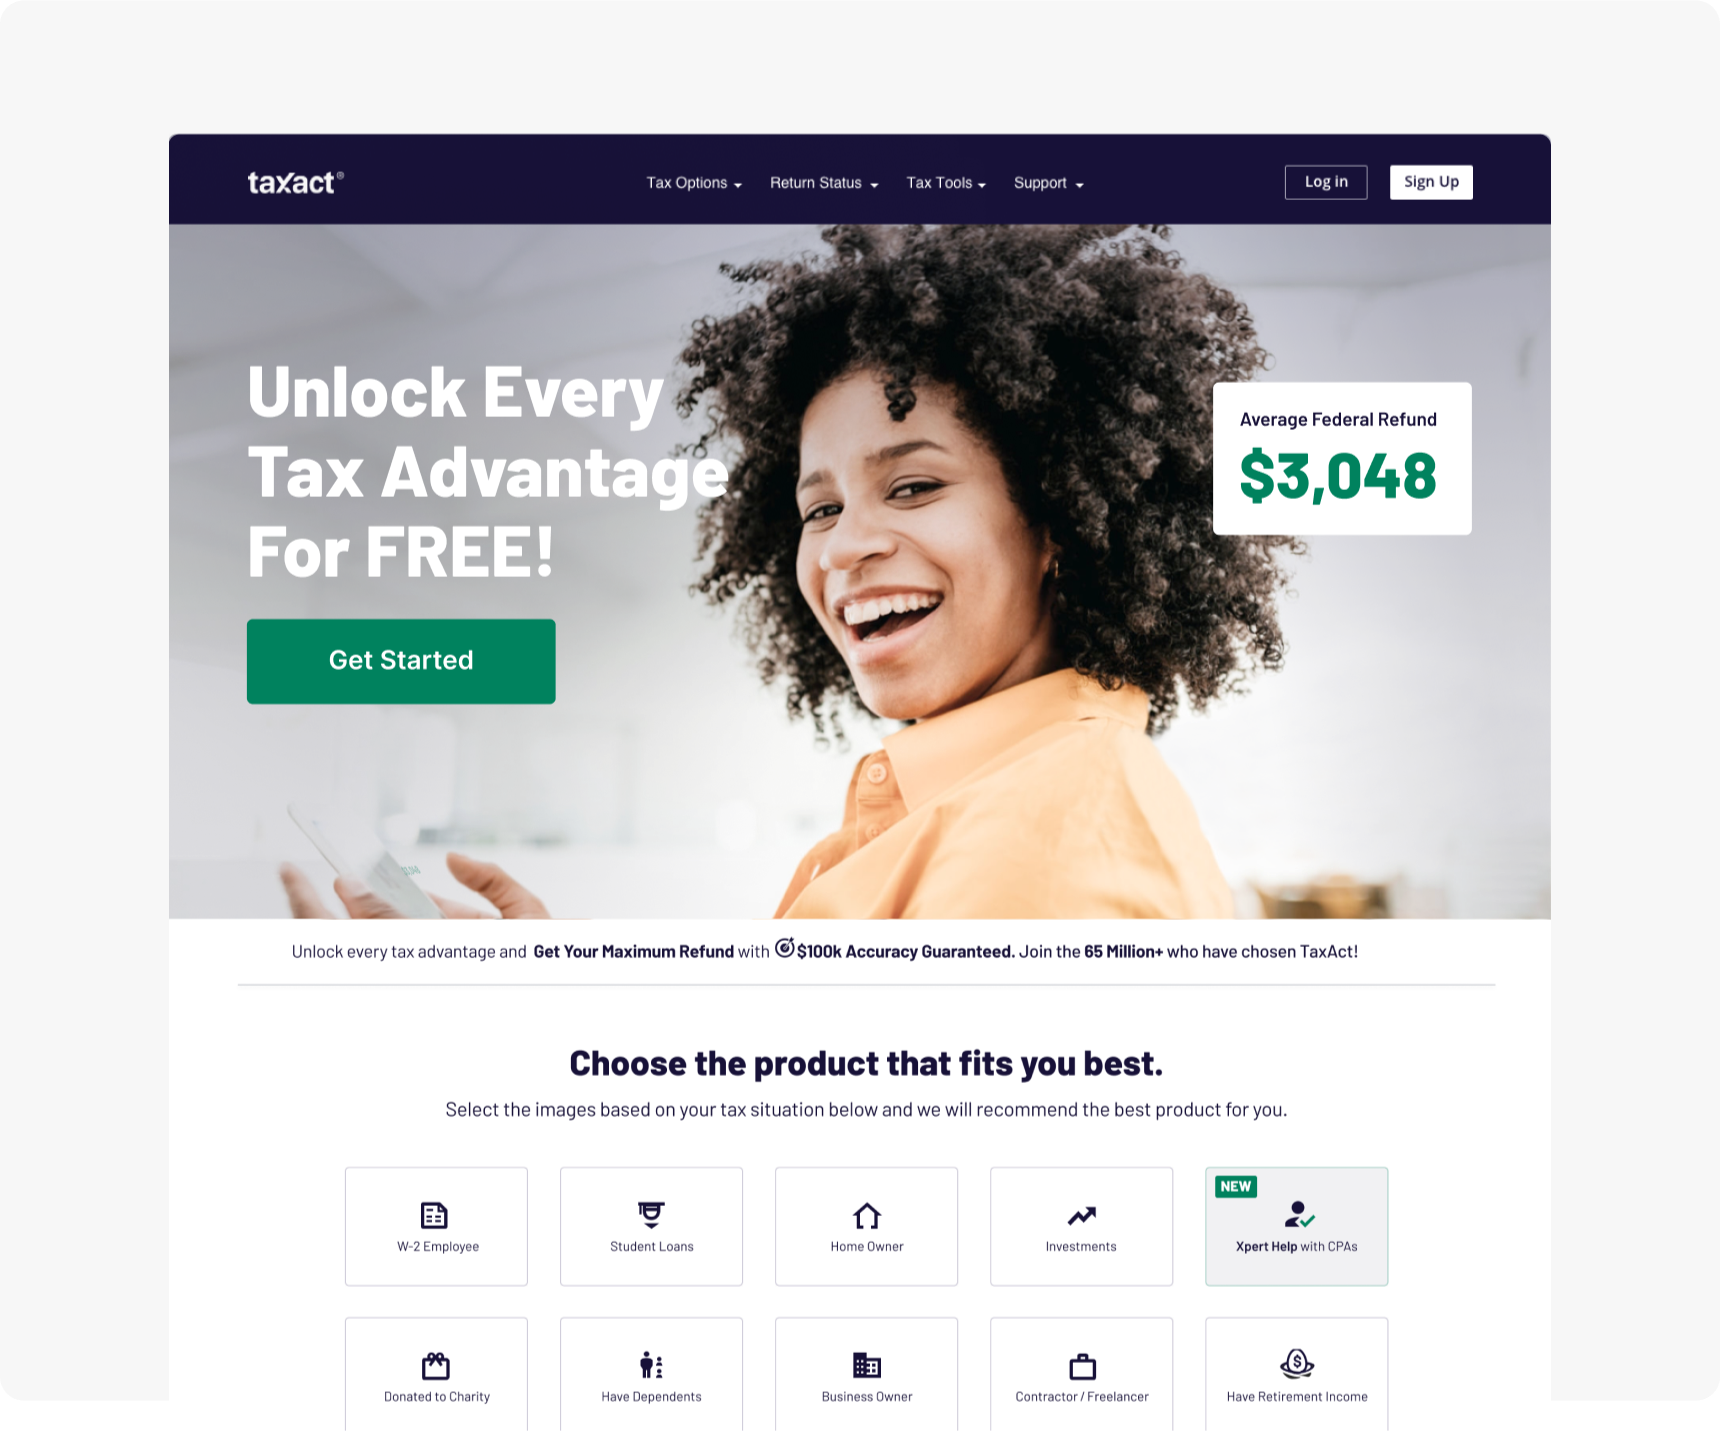 taxact®
Tax Options
Return Status
Tax Tools
Support
Log in
Sign Up
Unlock Every
Tax Advantage
For FREE!
Average Federal Refund
$3,048
Get Started
Unlock every tax advantage and Get Your Maximum Refund with $100k Accuracy Guaranteed. Join the 65 Million+ who have chosen TaxAct!
Choose the product that fits you best.
Select the images based on your tax situation below and we will recommend the best product for you.
W-2 Employee
Student Loans
Home Owner
Investments
NEW
Xpert Help with CPAs
Donated to Charity
Have Dependents
Business Owner
Contractor / Freelancer
Have Retirement Income